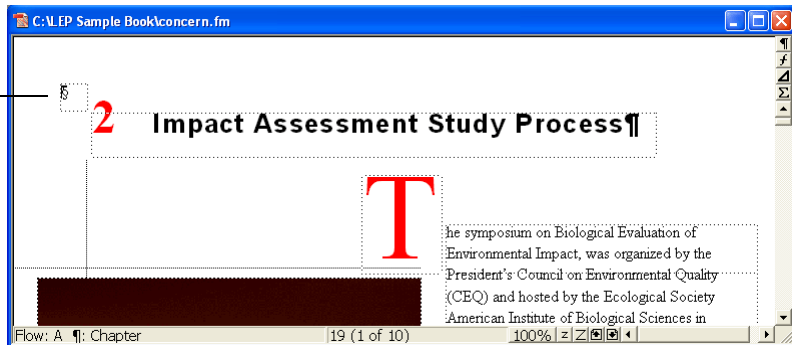 C:\LEP Sample Book\concern.fm
§
2 Impact Assessment Study Process¶
T
he symposium on Biological Evaluation of
Environmental Impact, was organized by the
President's Council on Environmental Quality
(CEQ) and hosted by the Ecological Society
American Institute of Biological Sciences in
Flow: A ¶: Chapter 19 (1 of 10) 100% z Z
¶
f
Σ